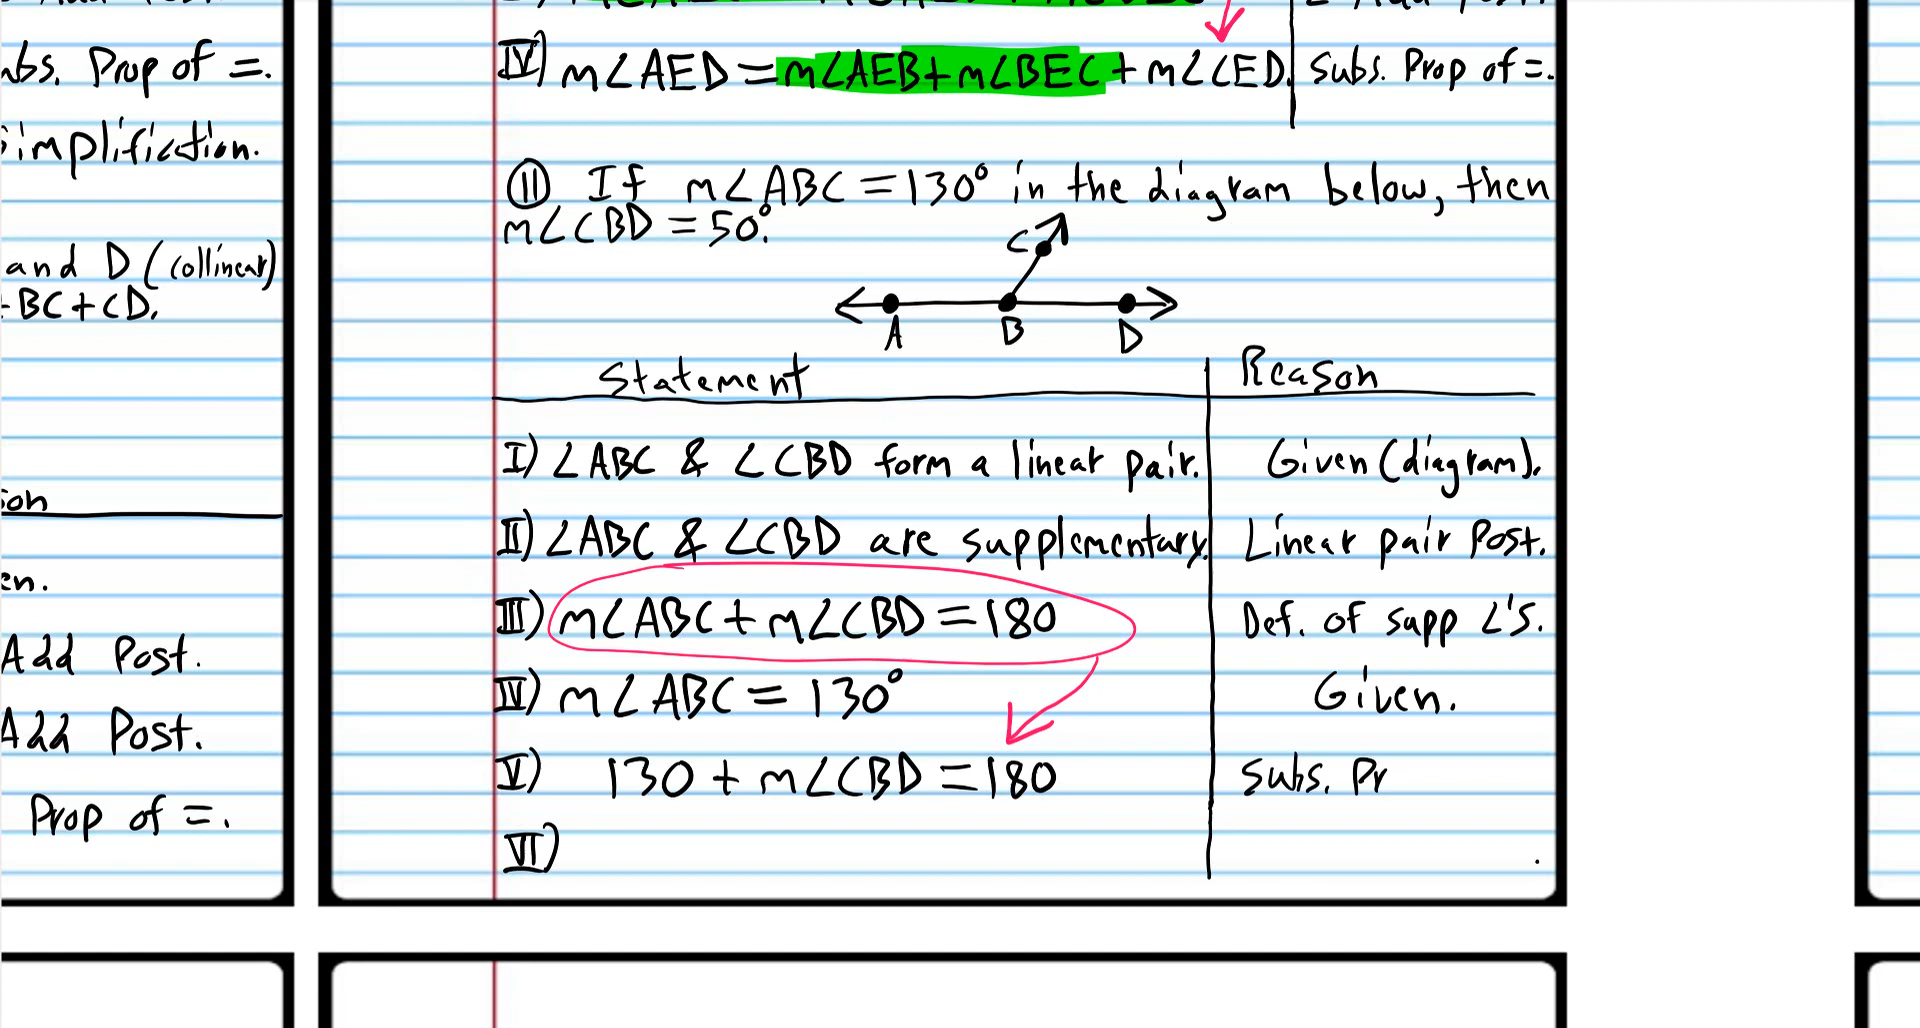 Subs. Prop of =.
Simplification.
and D (collinear)
+BC+CD.
en.
Add Post.
Add Post.
Prop of =.
IV) m∠AED = m∠AEB + m∠BEC + m∠CED. Subs. Prop of =.
⑪ If m∠ABC = 130° in the diagram below, then
m∠CBD = 50°.
C
A B D
Statement Reason
I) ∠ABC & ∠CBD form a linear pair. Given (diagram).
II) ∠ABC & ∠CBD are supplementary. Linear pair Post.
III) m∠ABC + m∠CBD = 180 Def. of supp ∠'s.
IV) m∠ABC = 130° Given.
V) 130 + m∠CBD = 180 Subs. Pr
VI)